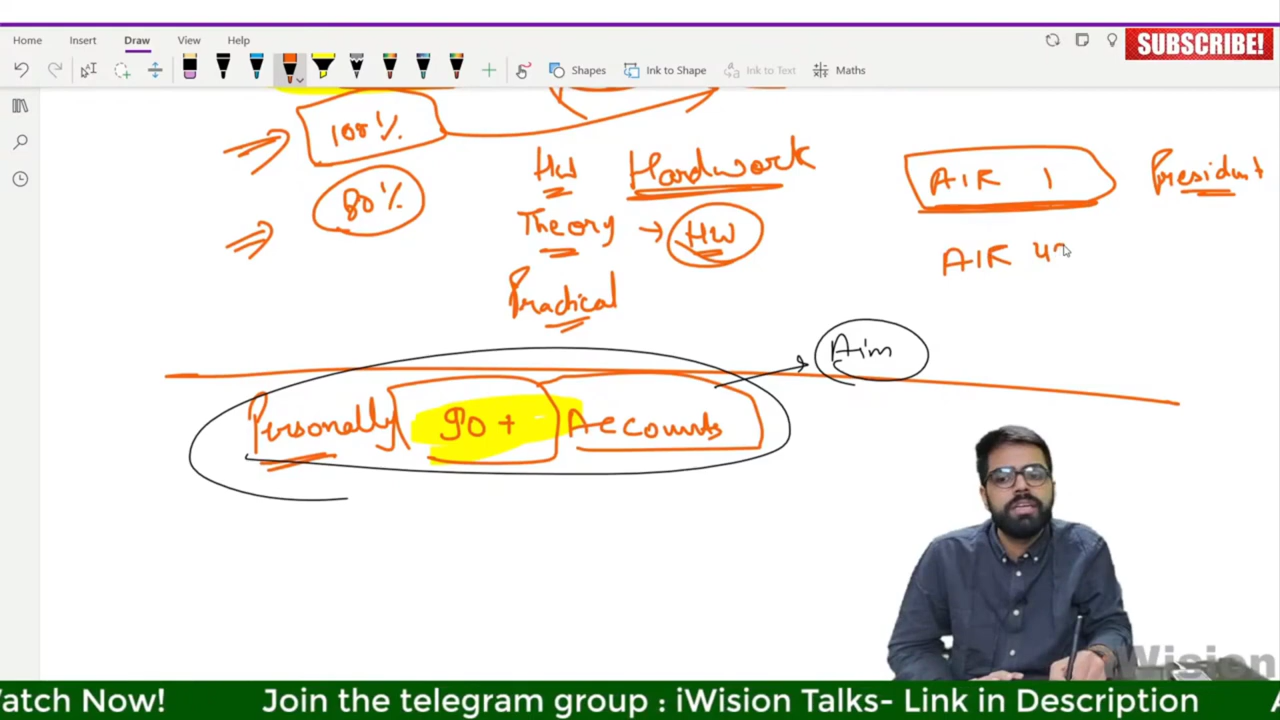 Home Insert Draw View Help
SUBSCRIBE!
Shapes Ink to Shape Ink to Text Maths
100%
80%
HW Hardwork
Theory → HW
Practical
AIR 1 President
AIR 4
Aim
Personally 90 + Accounts
Wision
Watch Now! Join the telegram group : iWision Talks- Link in Description